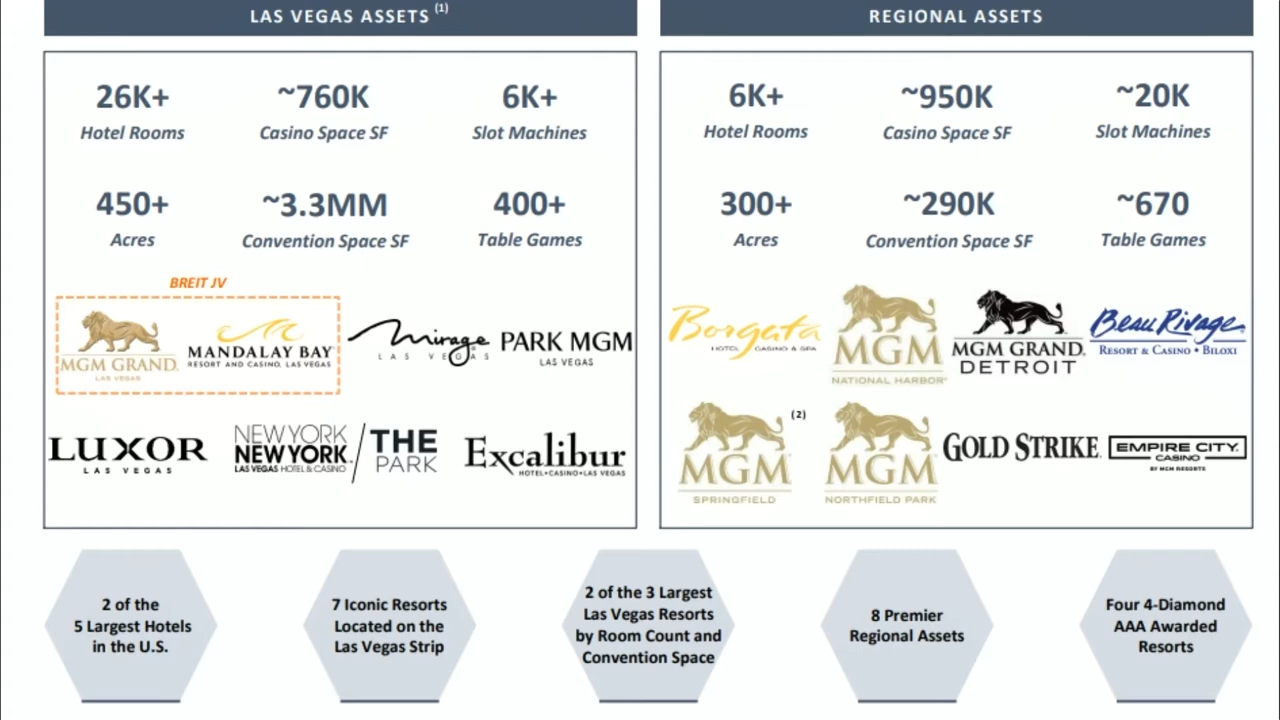 LAS VEGAS ASSETS (1)
26K+
Hotel Rooms
~760K
Casino Space SF
6K+
Slot Machines
450+
Acres
~3.3MM
Convention Space SF
400+
Table Games
BREIT JV
MGM GRAND.
LAS VEGAS
MANDALAY BAY
RESORT AND CASINO, LAS VEGAS
Mirage
LAS VEGAS
PARK MGM
LAS VEGAS
LUXOR
LAS VEGAS
NEW YORK
NEW YORK
LAS VEGAS HOTEL & CASINO
THE
PARK
Excalibur
HOTEL•CASINO•LAS VEGAS
REGIONAL ASSETS
6K+
Hotel Rooms
~950K
Casino Space SF
~20K
Slot Machines
300+
Acres
~290K
Convention Space SF
~670
Table Games
Borgata
HOTEL CASINO & SPA
MGM
NATIONAL HARBOR
MGM GRAND.
DETROIT
Beau Rivage
RESORT & CASINO • BILOXI
MGM
SPRINGFIELD
(2)
MGM
NORTHFIELD PARK
GOLD STRIKE
EMPIRE CITY
CASINO
BY MGM RESORTS
2 of the
5 Largest Hotels
in the U.S.
7 Iconic Resorts
Located on the
Las Vegas Strip
2 of the 3 Largest
Las Vegas Resorts
by Room Count and
Convention Space
8 Premier
Regional Assets
Four 4-Diamond
AAA Awarded
Resorts